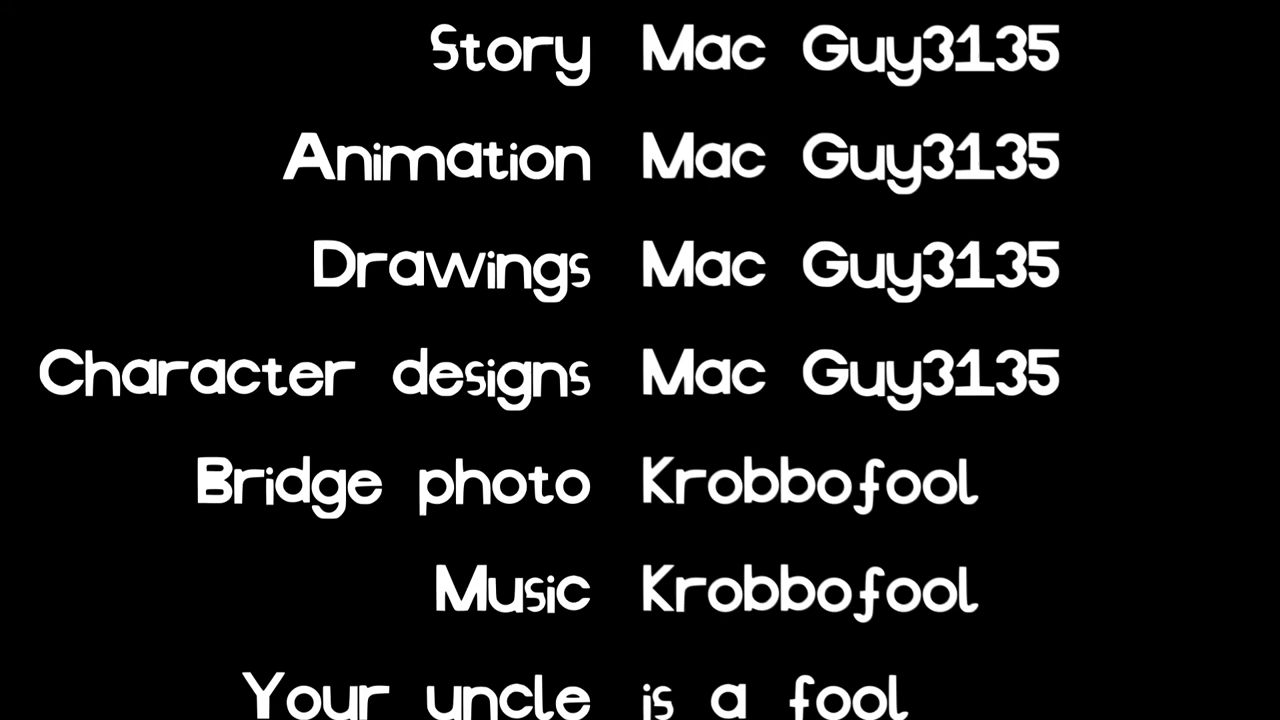 Story Mac Guy3135
Animation Mac Guy3135
Drawings Mac Guy3135
Character designs Mac Guy3135
Bridge photo Krobbofool
Music Krobbofool
Your uncle is a fool